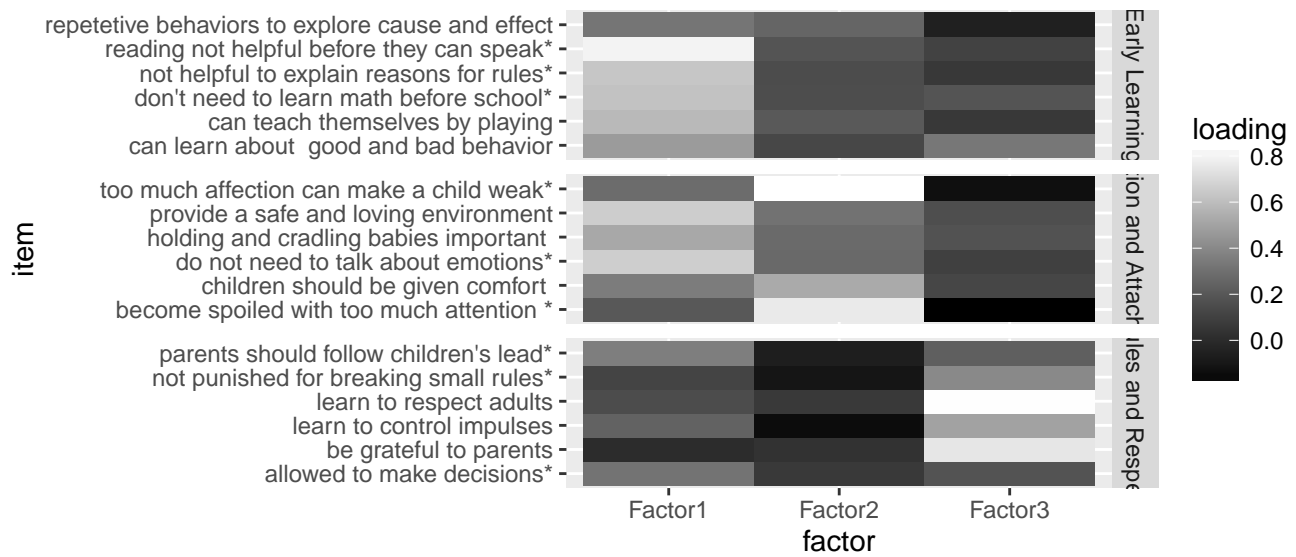 repetetive behaviors to explore cause and effect
reading not helpful before they can speak*
not helpful to explain reasons for rules*
don't need to learn math before school*
can teach themselves by playing
can learn about  good and bad behavior
Early Learning
too much affection can make a child weak*
provide a safe and loving environment
holding and cradling babies important
do not need to talk about emotions*
children should be given comfort
become spoiled with too much attention *
and Attach
parents should follow children's lead*
not punished for breaking small rules*
learn to respect adults
learn to control impulses
be grateful to parents
allowed to make decisions*
and Respe
item
Factor1 Factor2 Factor3
factor
loading
0.8
0.6
0.4
0.2
0.0